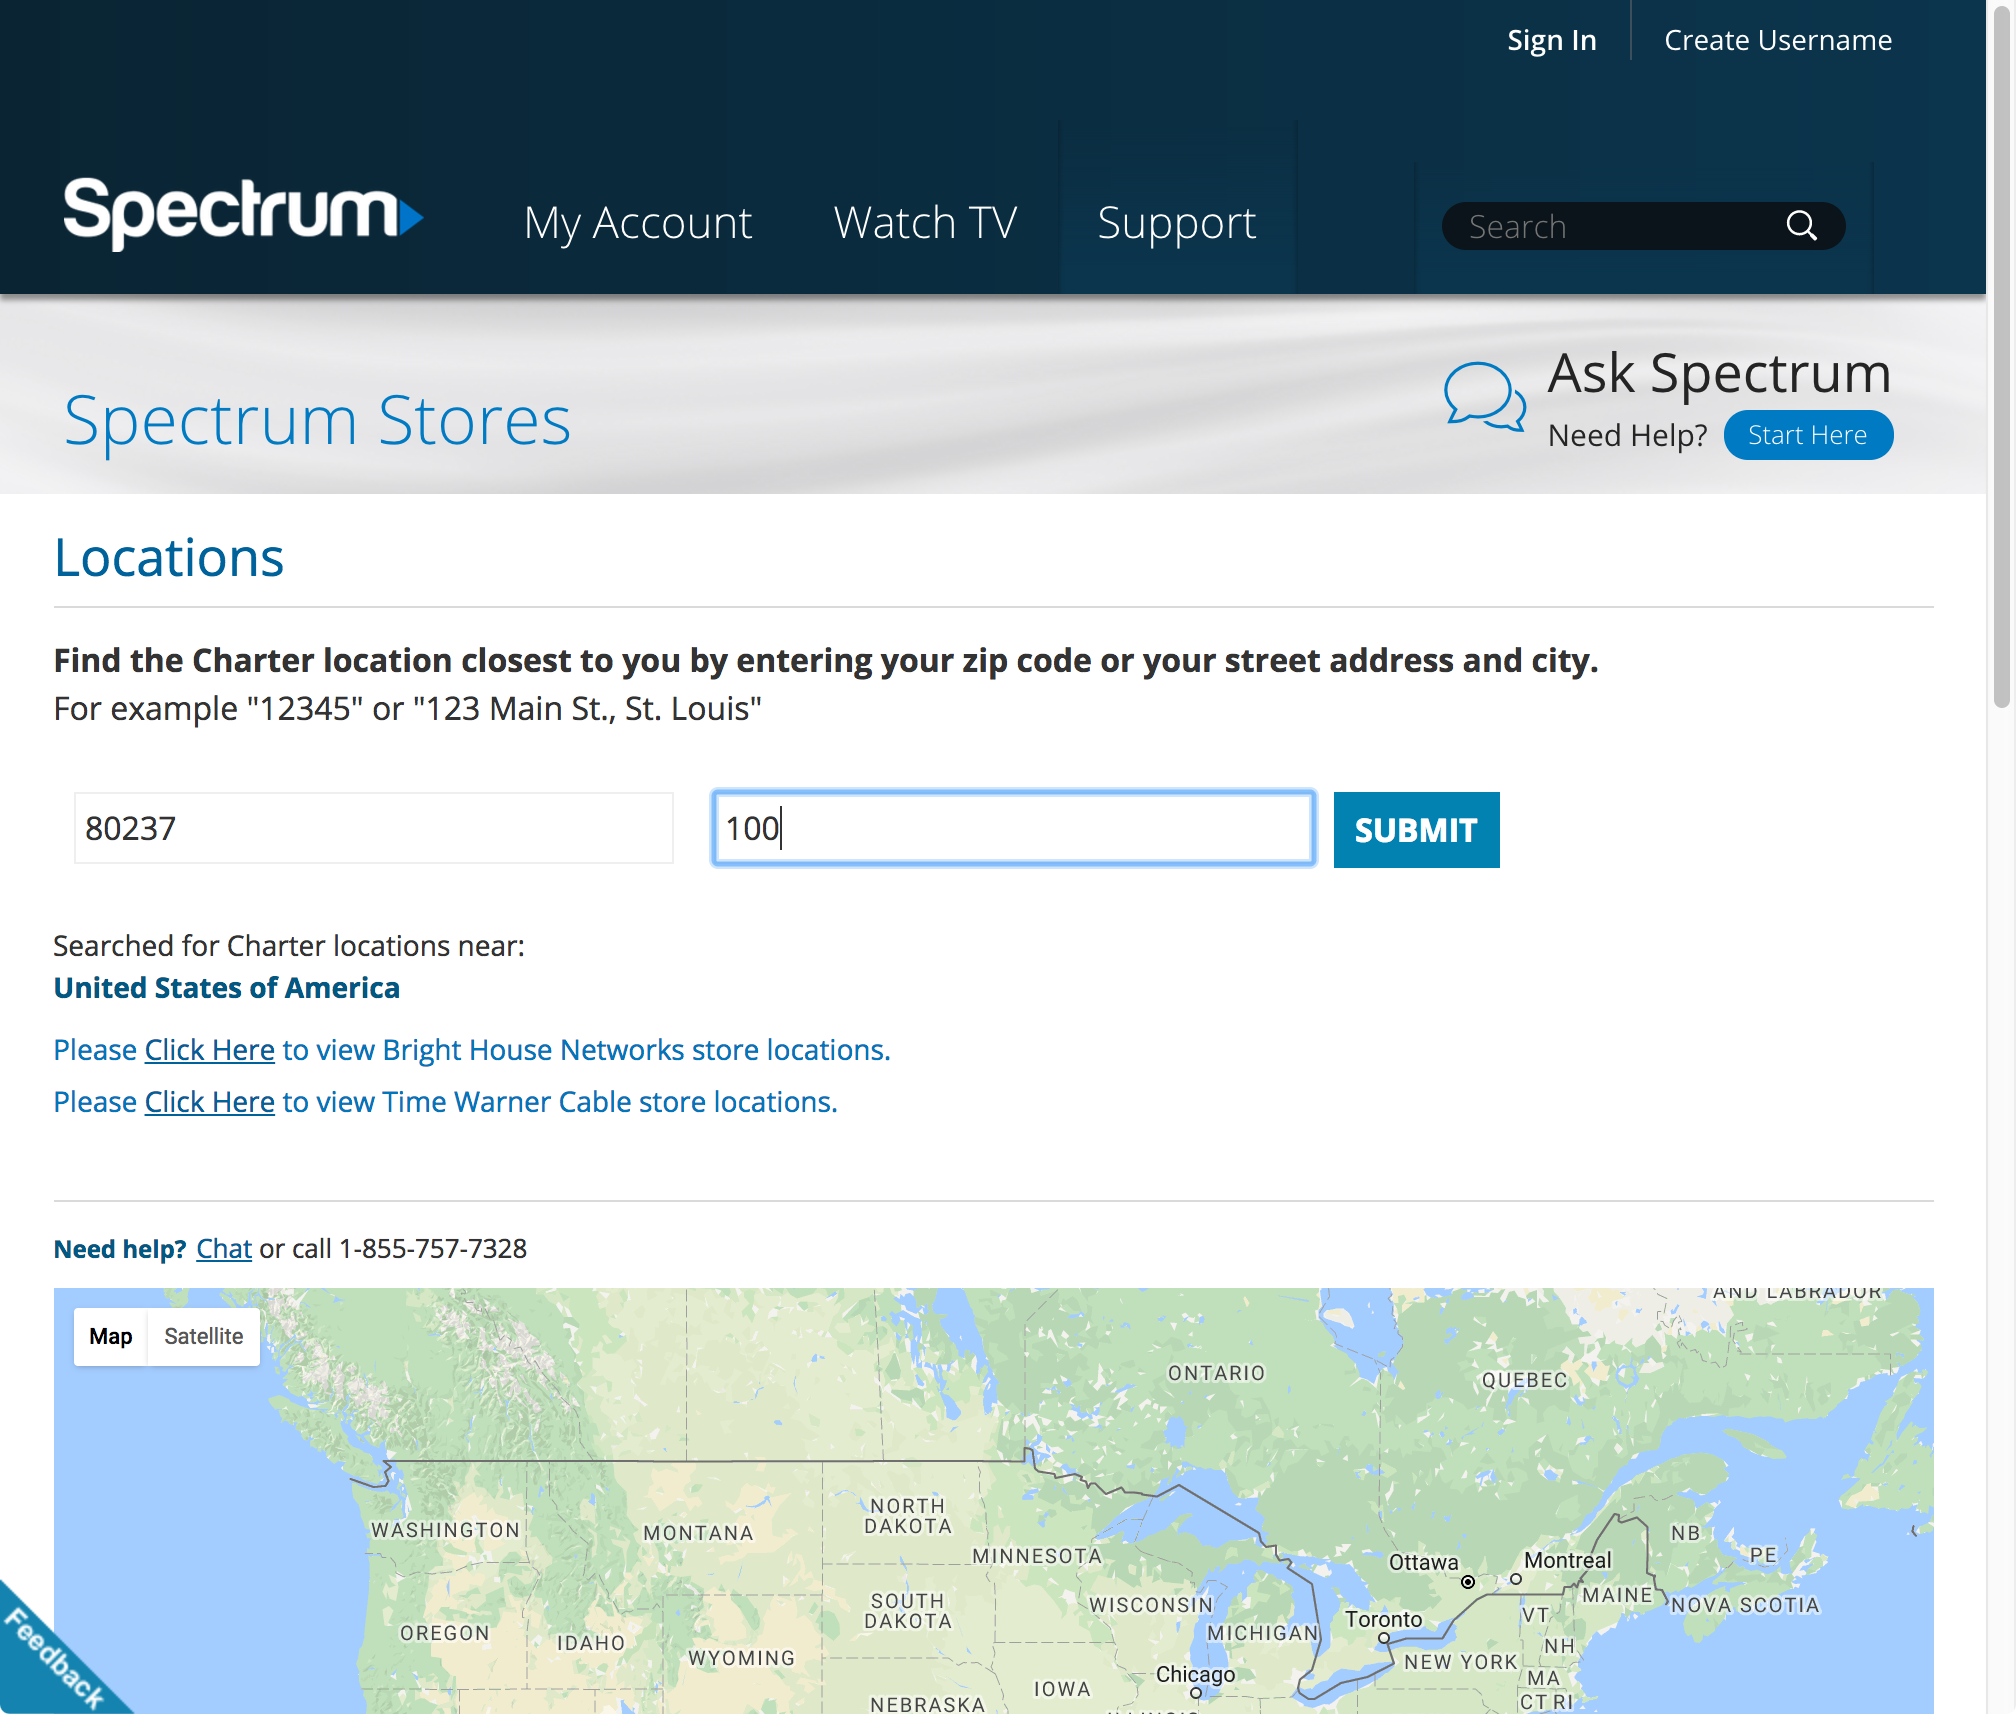 Sign In
Create Username
Spectrum
My Account
Watch TV
Support
Search
Spectrum Stores
Ask Spectrum
Need Help?
Start Here
Locations
Find the Charter location closest to you by entering your zip code or your street address and city.
For example "12345" or "123 Main St., St. Louis"
80237
100
SUBMIT
Searched for Charter locations near:
United States of America
Please Click Here to view Bright House Networks store locations.
Please Click Here to view Time Warner Cable store locations.
Need help? Chat or call 1-855-757-7328
AND LABRADOR
Map
Satellite
ONTARIO
QUEBEC
NORTH
DAKOTA
WASHINGTON
MONTANA
NB
MINNESOTA
PE
Ottawa
Montreal
SOUTH
DAKOTA
WISCONSIN
MAINE
NOVA SCOTIA
VT
Toronto
OREGON
IDAHO
MICHIGAN
NH
WYOMING
NEW YORK
Chicago
MA
IOWA
NEBRASKA
CT RI
Feedback